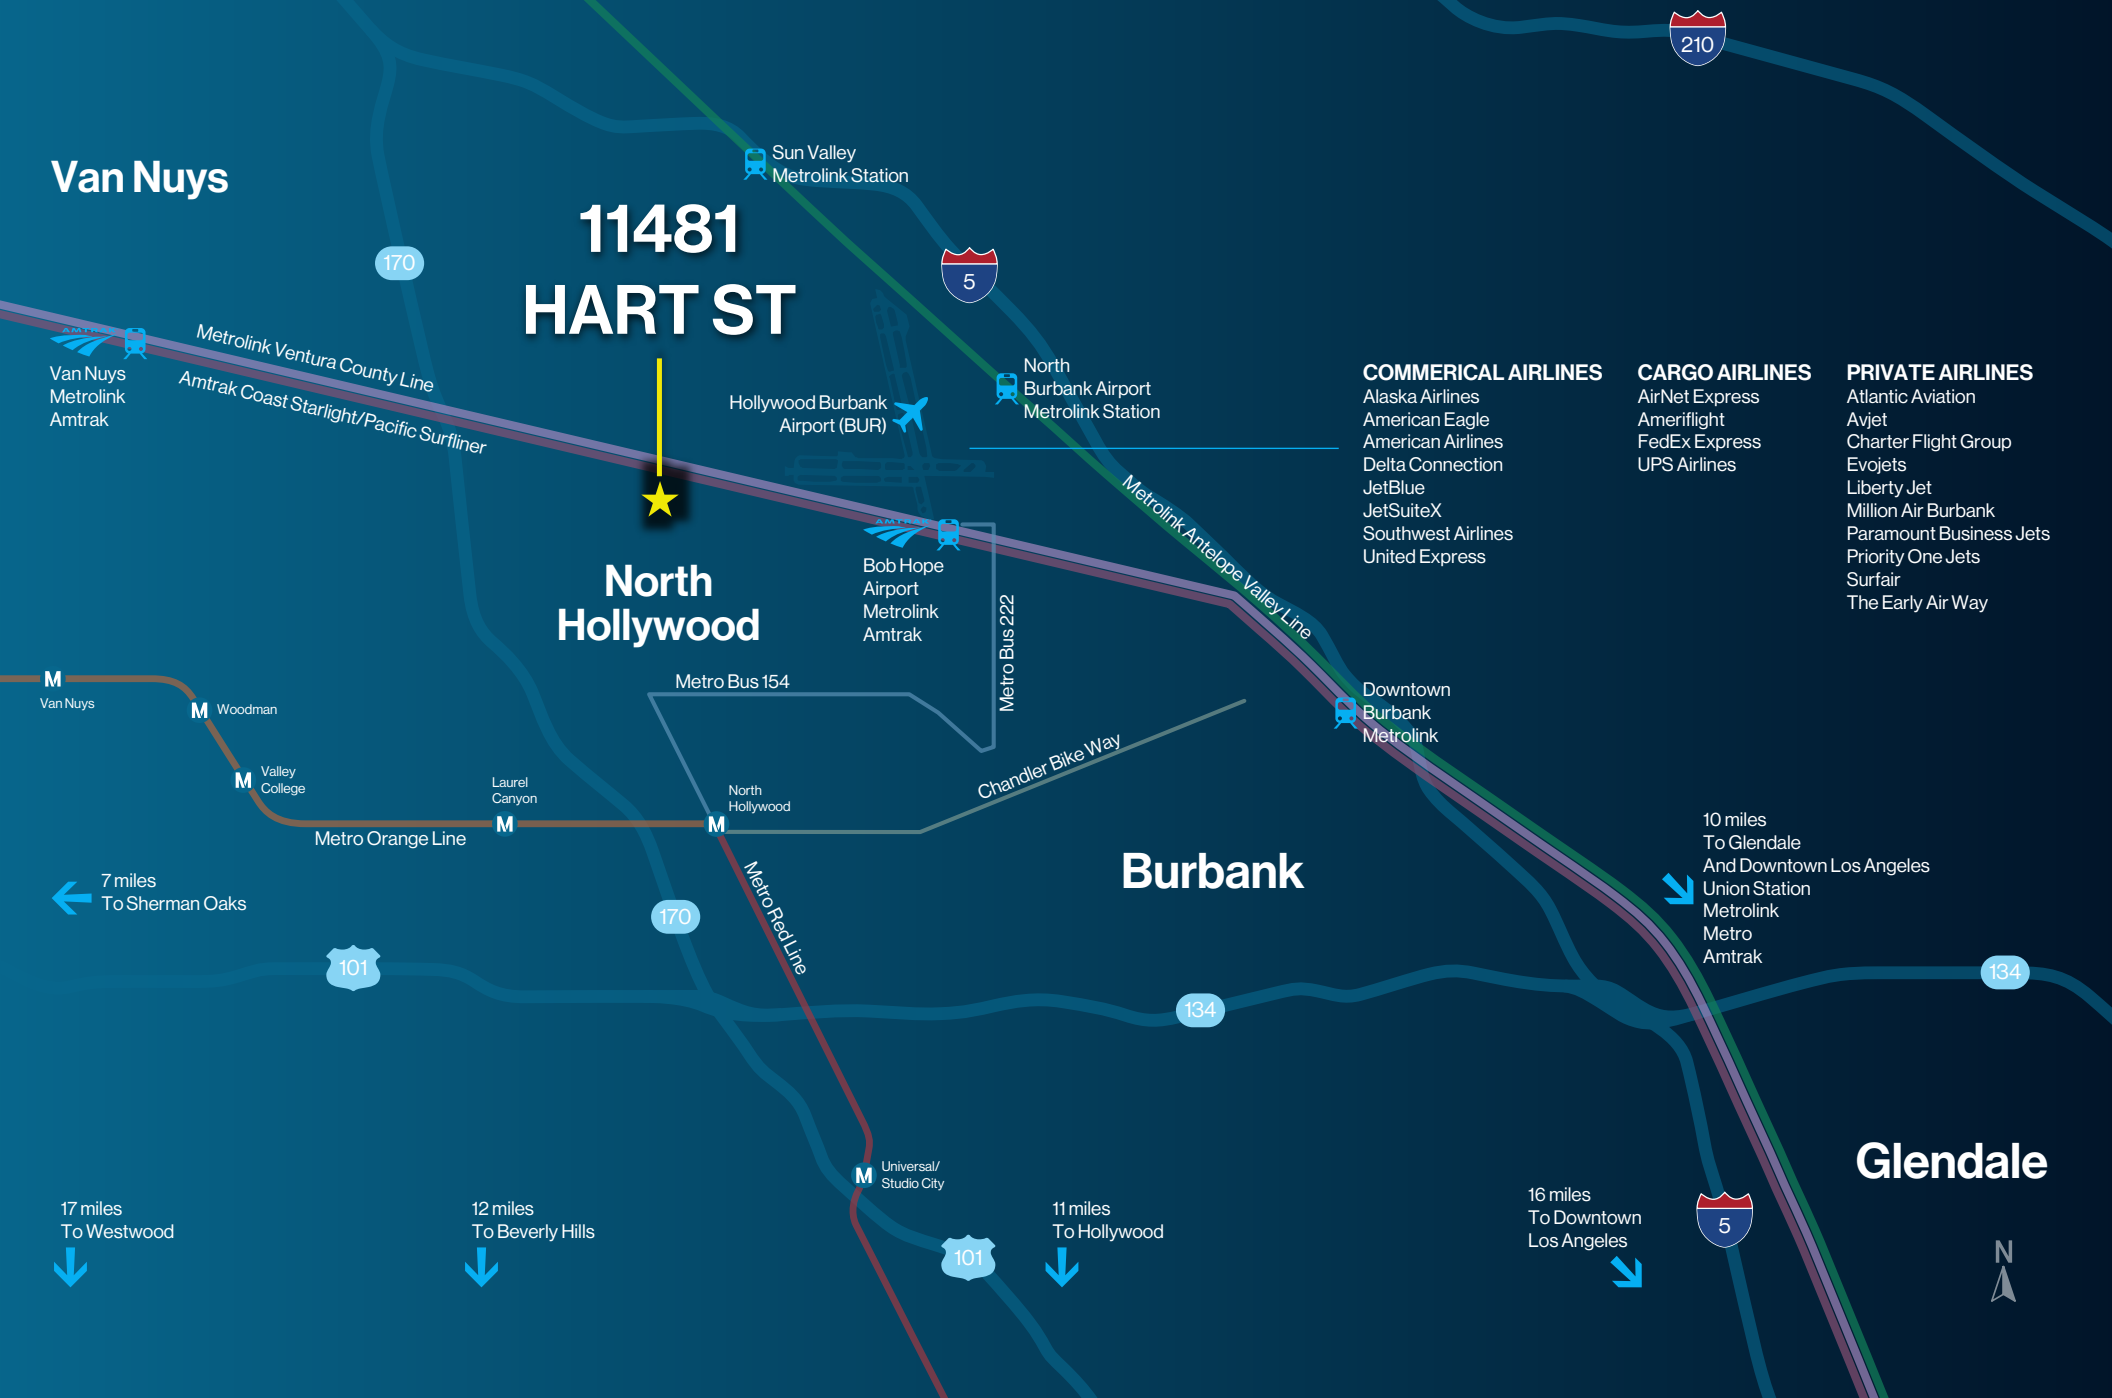 210
Sun Valley
Metrolink Station
Van Nuys
11481
HART ST
170
5
AMTRAK
Van Nuys
Metrolink
Amtrak
Metrolink Ventura County Line
Amtrak Coast Starlight/Pacific Surfliner
Hollywood Burbank
Airport (BUR)
North
Burbank Airport
Metrolink Station
COMMERICAL AIRLINES
Alaska Airlines
American Eagle
American Airlines
Delta Connection
JetBlue
JetSuiteX
Southwest Airlines
United Express
CARGO AIRLINES
AirNet Express
Ameriflight
FedEx Express
UPS Airlines
PRIVATE AIRLINES
Atlantic Aviation
Avjet
Charter Flight Group
Evojets
Liberty Jet
Million Air Burbank
Paramount Business Jets
Priority One Jets
Surfair
The Early Air Way
Metrolink Antelope Valley Line
AMTRAK
Bob Hope
Airport
Metrolink
Amtrak
North
Hollywood
Metro Bus 222
Metro Bus 154
Downtown
Burbank
Metrolink
M
Van Nuys
M
Woodman
M
Valley
College
Laurel
Canyon
M
North
Hollywood
M
Chandler Bike Way
Metro Orange Line
Metro Red Line
Burbank
7 miles
To Sherman Oaks
170
101
134
10 miles
To Glendale
And Downtown Los Angeles
Union Station
Metrolink
Metro
Amtrak
134
Glendale
M
Universal/
Studio City
17 miles
To Westwood
12 miles
To Beverly Hills
101
11 miles
To Hollywood
16 miles
To Downtown
Los Angeles
5
N